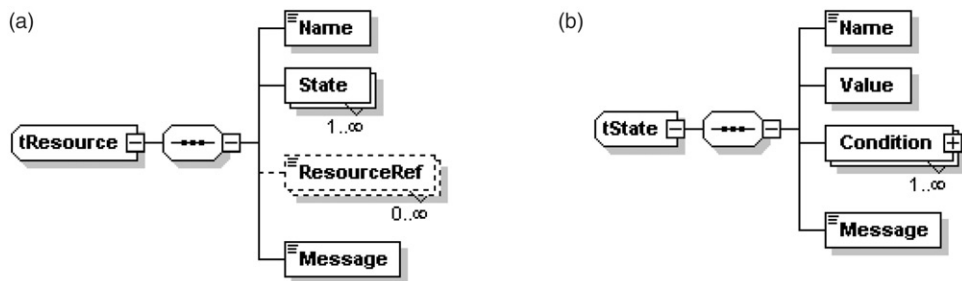 (a)
tResource
Name
State
1..∞
ResourceRef
0..∞
Message
(b)
tState
Name
Value
Condition
1..∞
Message